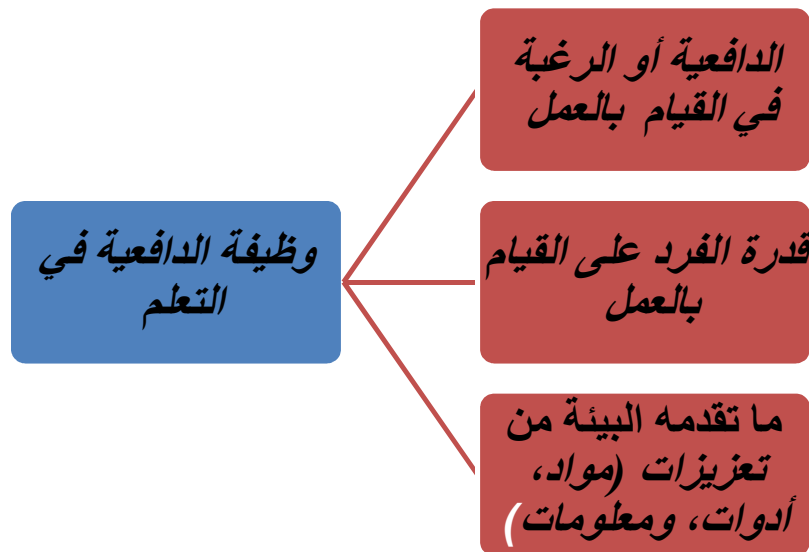 الدافعية أو الرغبة
في القيام بالعمل
وظيفة الدافعية في
التعلم
قدرة الفرد على القيام
بالعمل
ما تقدمه البيئة من
تعزيزات (مواد،
أدوات، ومعلومات)